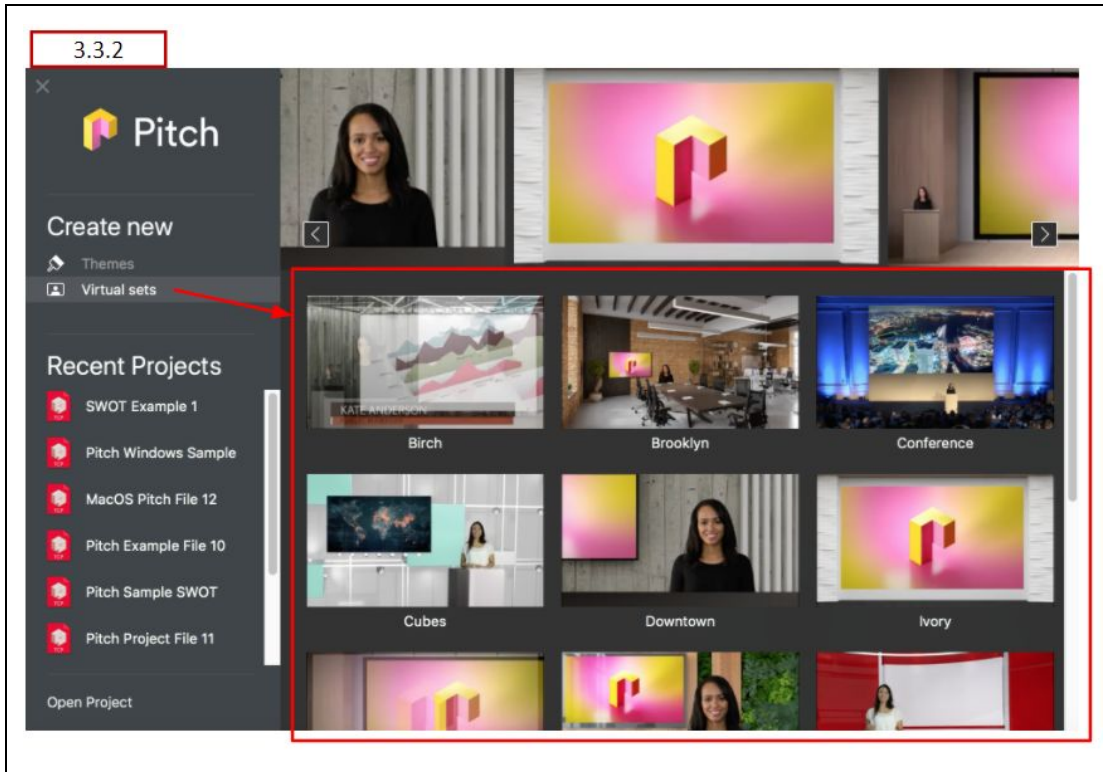 3.3.2
Pitch
Create new
Themes
Virtual sets
Recent Projects
SWOT Example 1
Pitch Windows Sample
MacOS Pitch File 12
Pitch Example File 10
Pitch Sample SWOT
Pitch Project File 11
Open Project
KATE ANDERSON
Birch
Brooklyn
Conference
Cubes
Downtown
Ivory